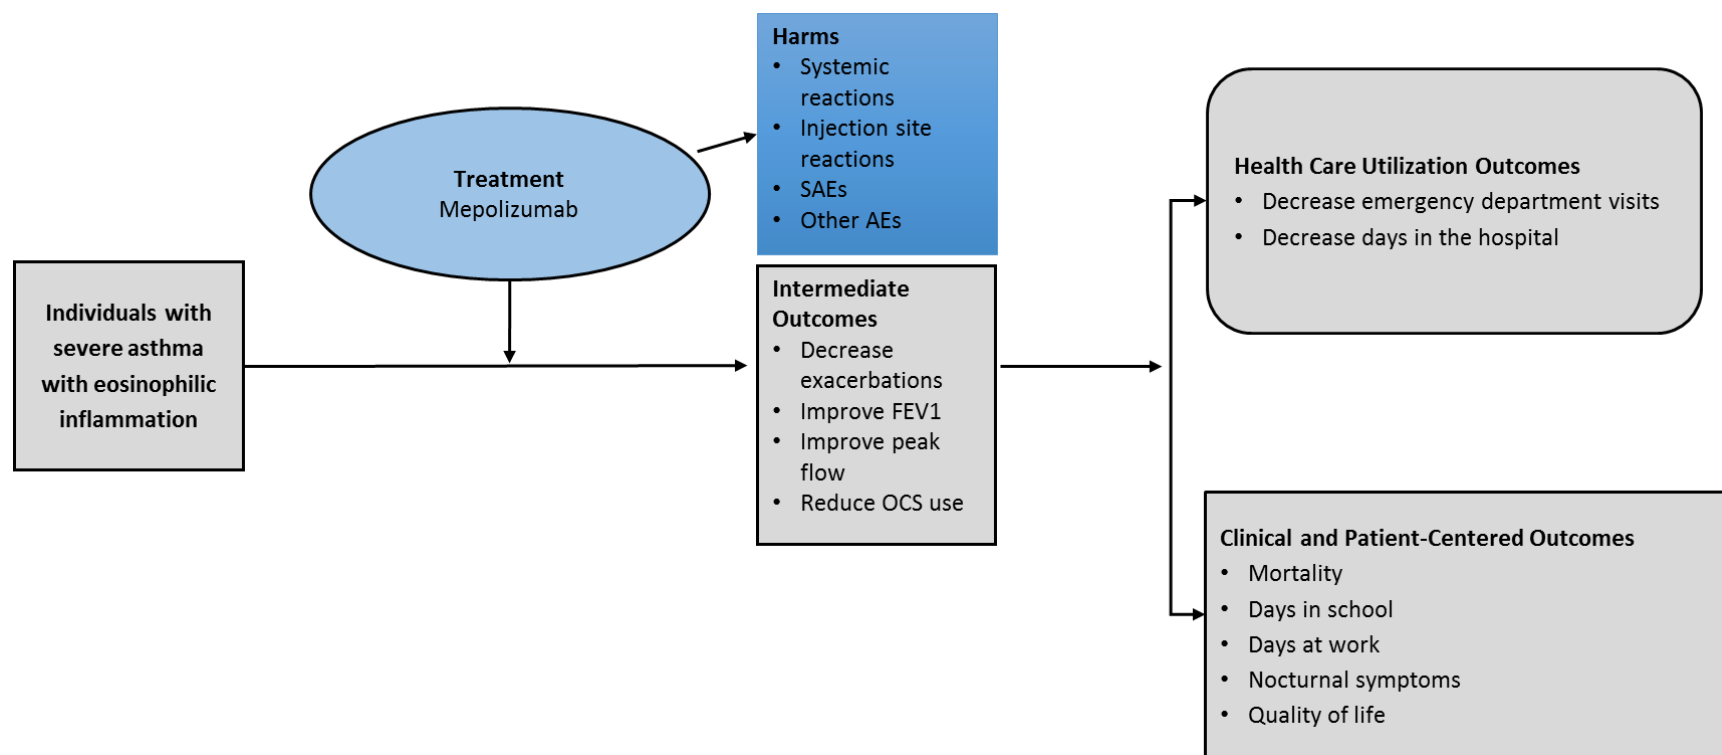 Individuals with
severe asthma
with eosinophilic
inflammation
Treatment
Mepolizumab
Harms
• Systemic
reactions
• Injection site
reactions
• SAEs
• Other AEs
Intermediate
Outcomes
• Decrease
exacerbations
• Improve FEV1
• Improve peak
flow
• Reduce OCS use
Health Care Utilization Outcomes
• Decrease emergency department visits
• Decrease days in the hospital
Clinical and Patient-Centered Outcomes
• Mortality
• Days in school
• Days at work
• Nocturnal symptoms
• Quality of life